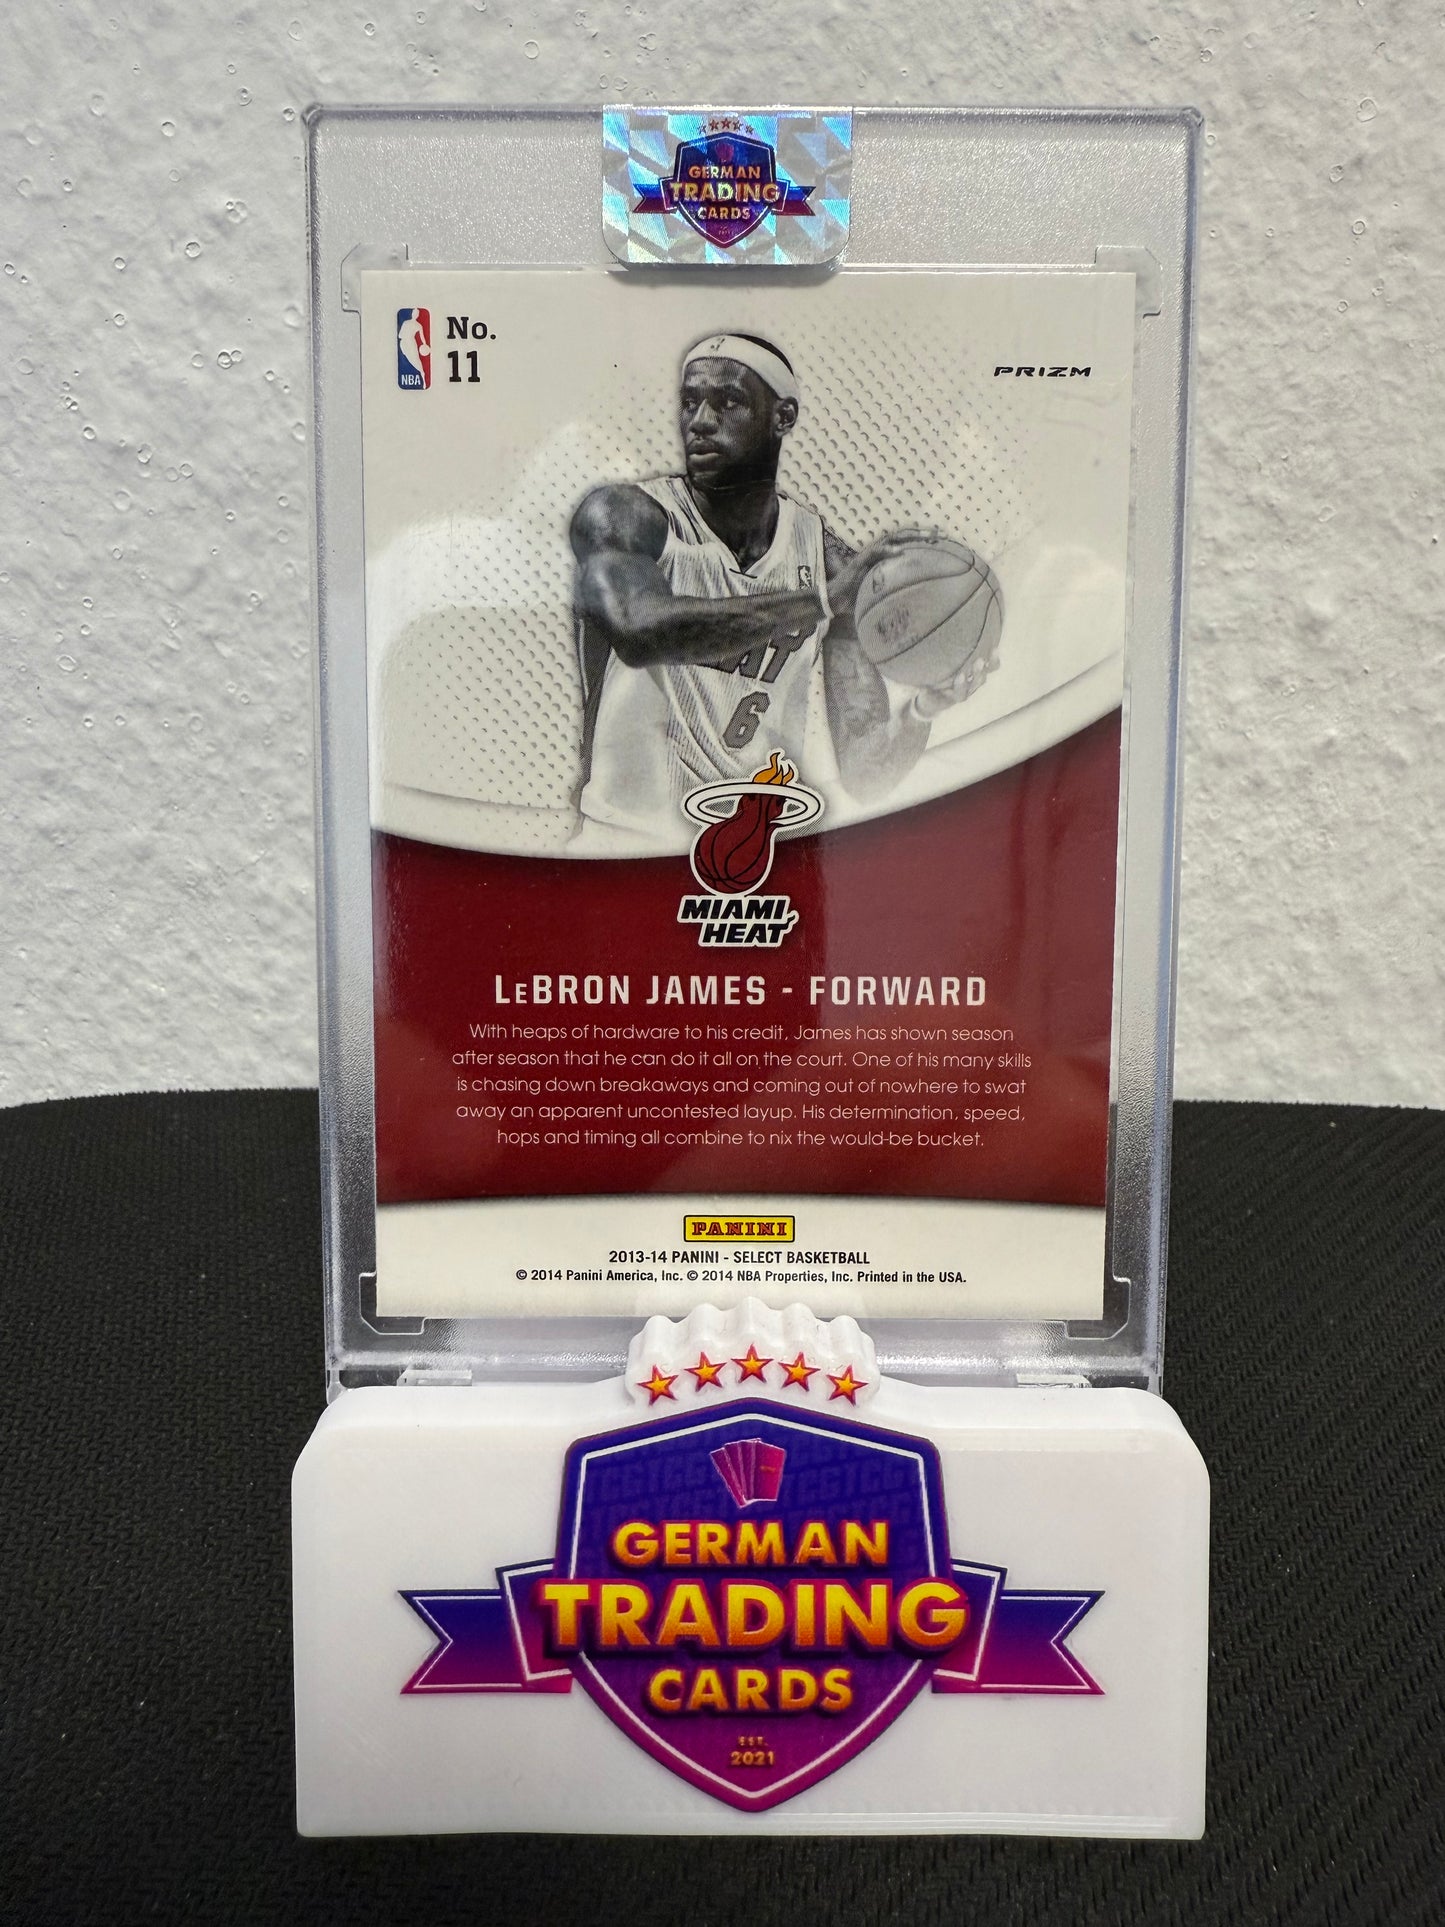 GERMAN
TRADING
CARDS
No.
11
NBA
PRIZM
6
MIAMI
HEAT
LeBRON JAMES - FORWARD
With heaps of hardware to his credit, James has shown season
after season that he can do it all on the court. One of his many skills
is chasing down breakaways and coming out of nowhere to swat
away an apparent uncontested layup. His determination, speed,
hops and timing all combine to nix the would-be bucket.
PANINI
2013-14 PANINI - SELECT BASKETBALL
© 2014 Panini America, Inc. © 2014 NBA Properties, Inc. Printed in the USA.
GERMAN
TRADING
CARDS
EST.
2021